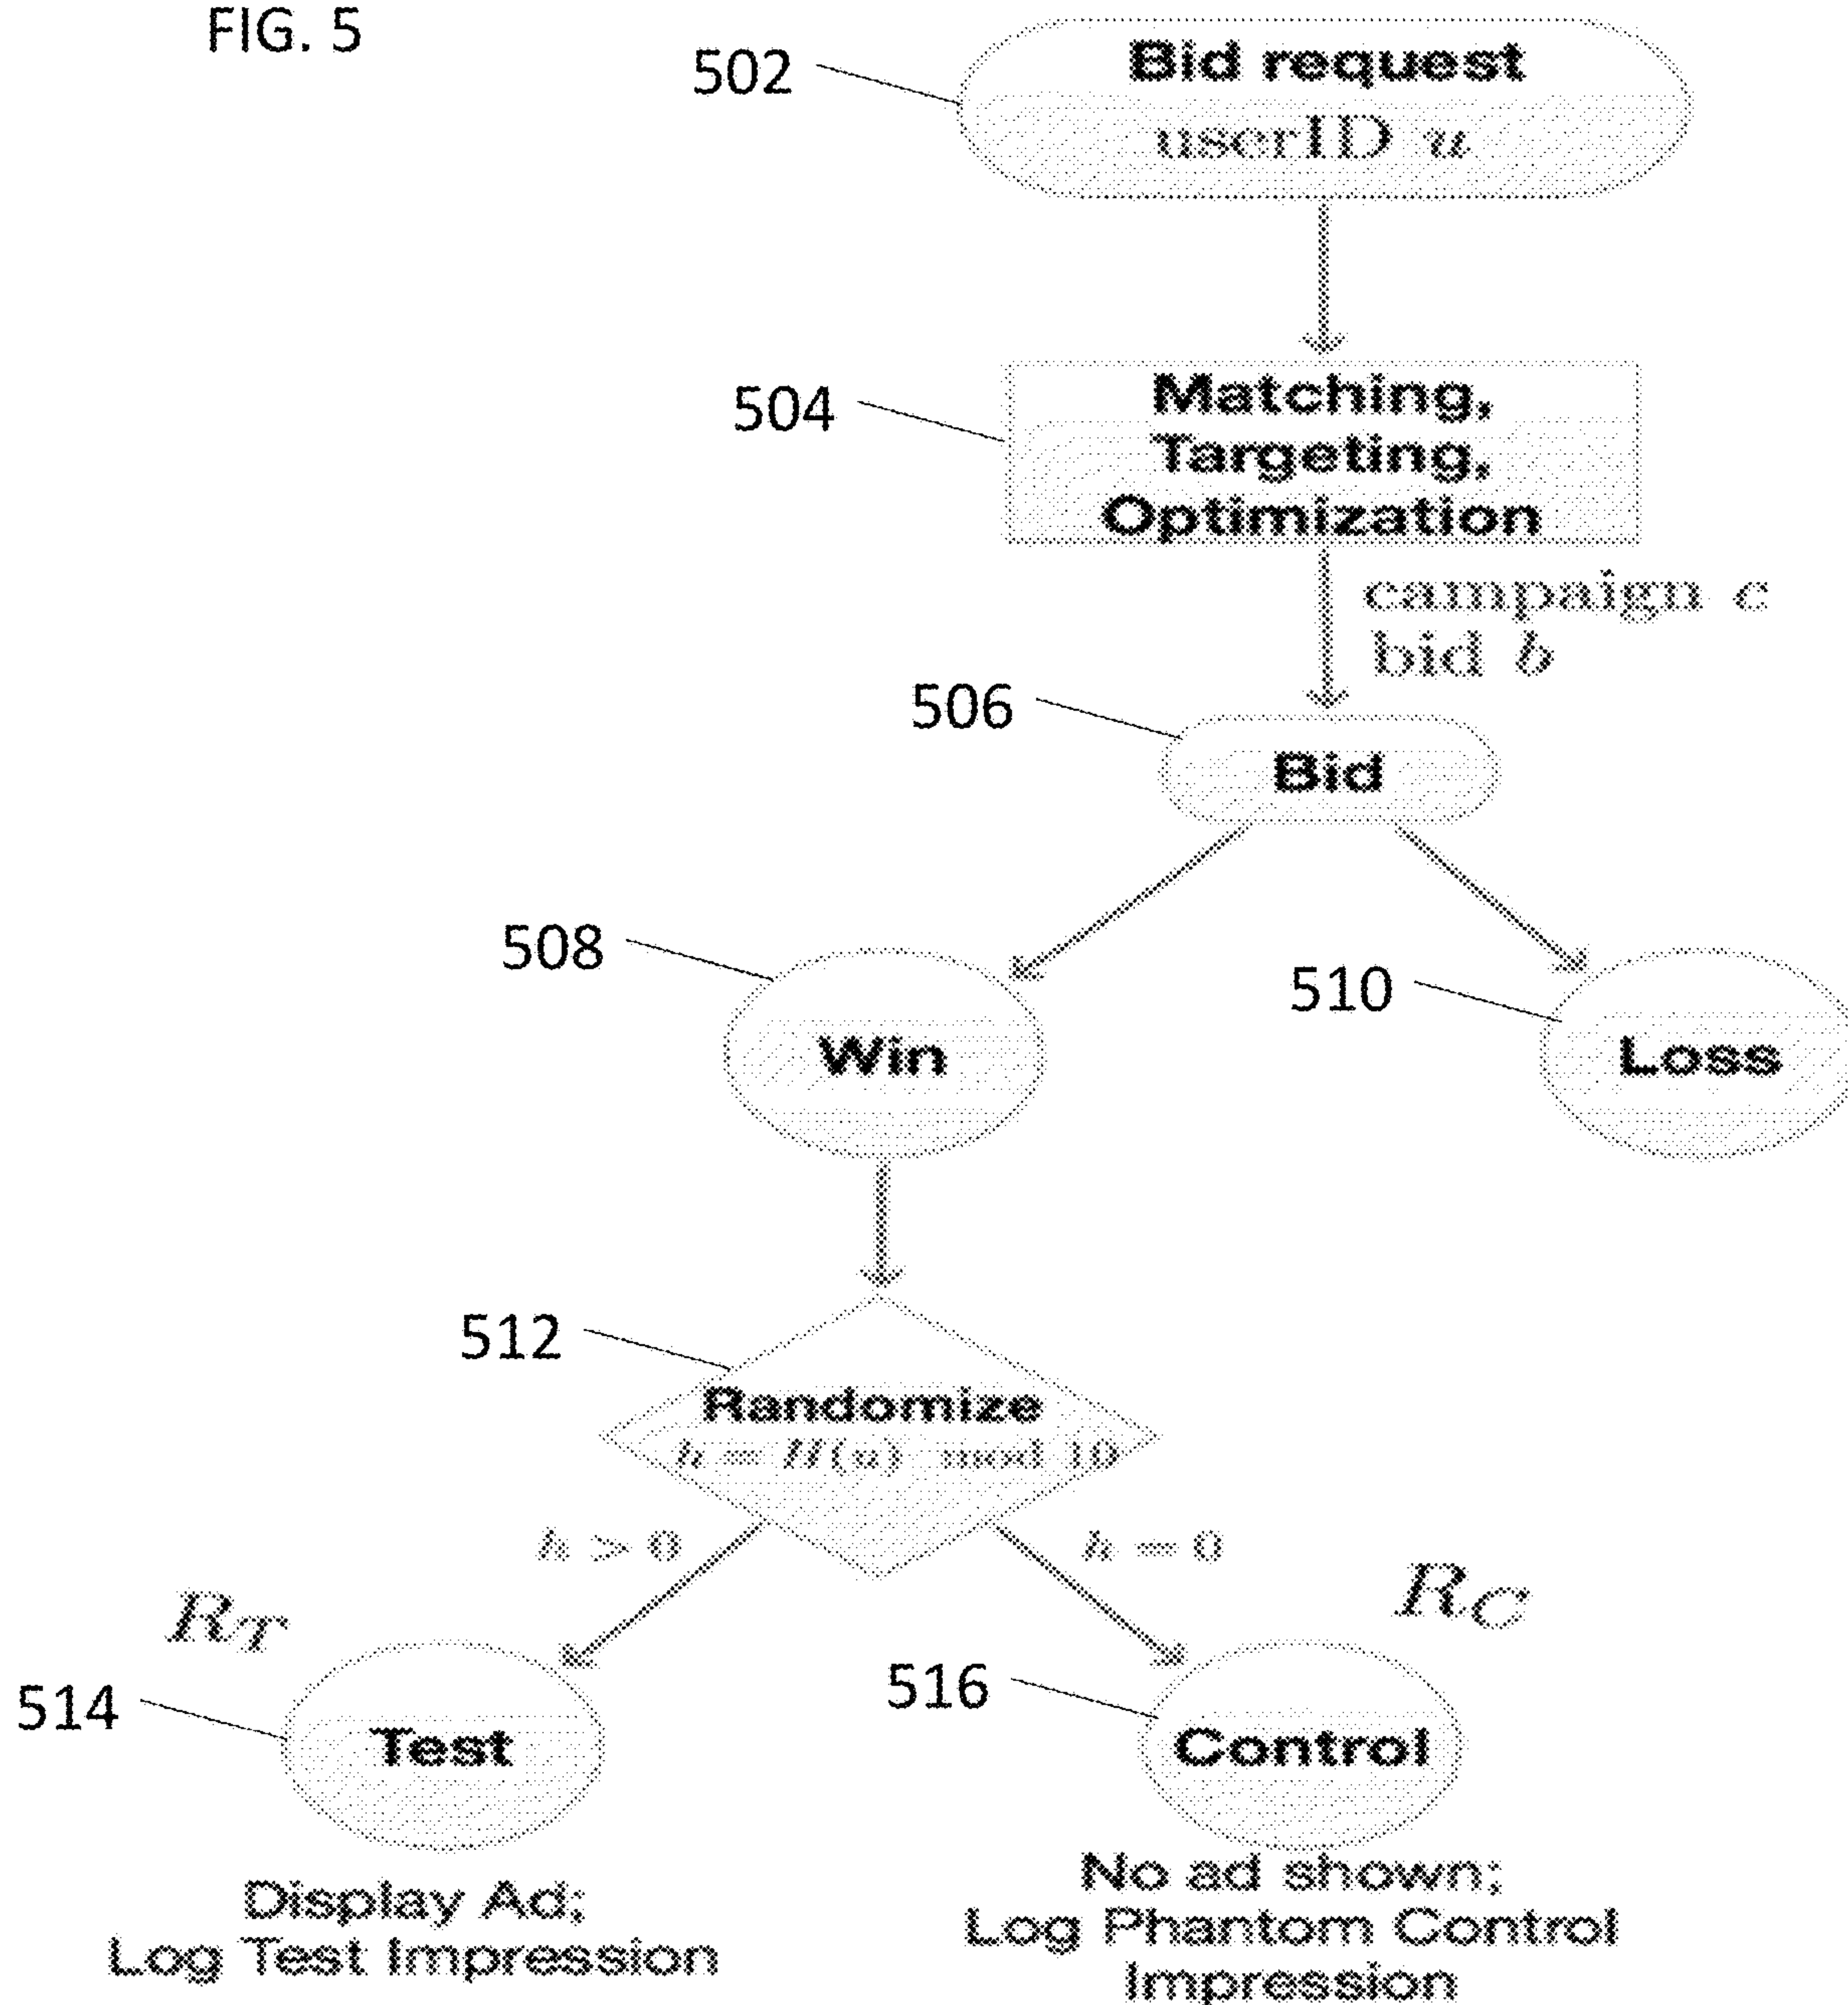 FIG. 5
502
Bid request
userID u
504
Matching,
Targeting,
Optimization
campaign c
bid b
506
Bid
508
Win
510
Loss
512
Randomize
h = H(u) mod 10
h > 0
h = 0
R_T
R_C
514
Test
516
Control
Display Ad;
Log Test Impression
No ad shown;
Log Phantom Control
Impression